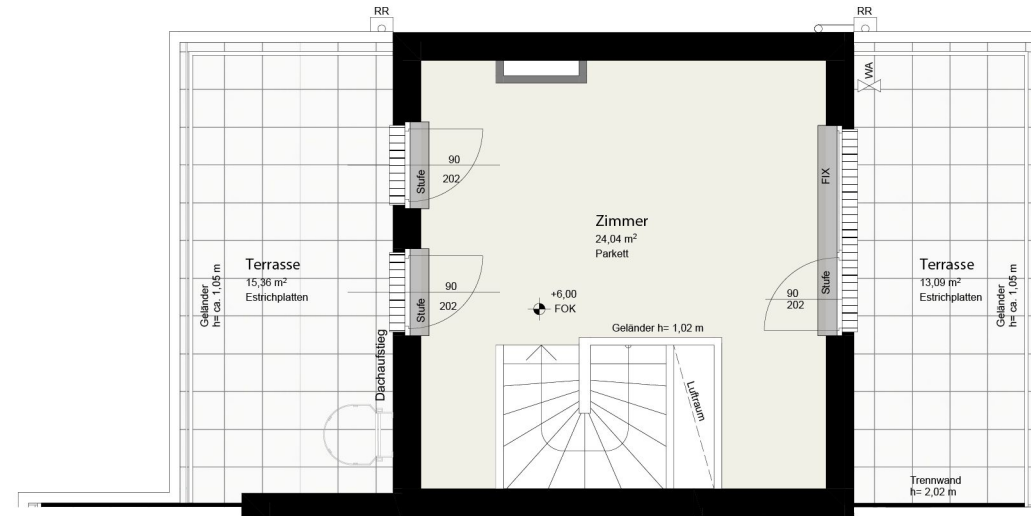 RR
RR
WA
90
202
Stufe
FIX
Zimmer
24,04 m²
Parkett
Terrasse
15,36 m²
Estrichplatten
Geländer
h= ca. 1,05 m
90
202
Stufe
+6,00
FOK
90
202
Stufe
Terrasse
13,09 m²
Estrichplatten
Geländer
h= ca. 1,05 m
Geländer h= 1,02 m
Dachaufstieg
Luftraum
Trennwand
h= 2,02 m